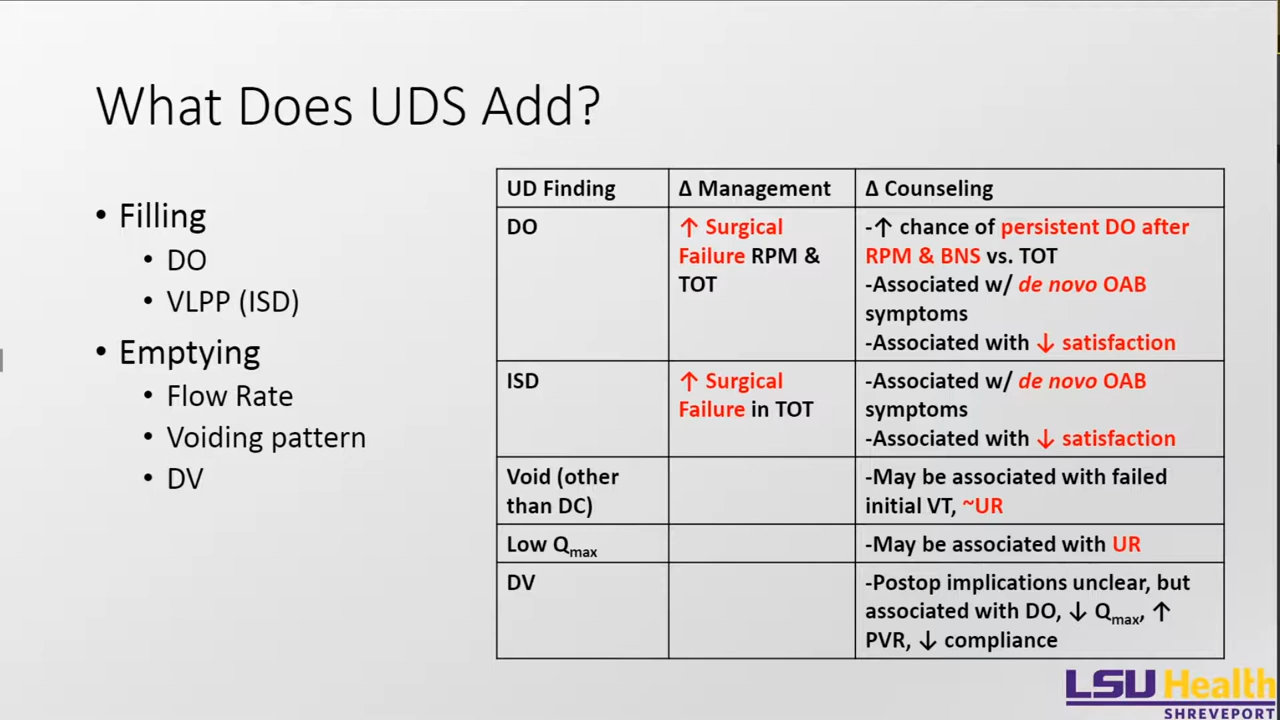 What Does UDS Add?
• Filling
• DO
• VLPP (ISD)
• Emptying
• Flow Rate
• Voiding pattern
• DV
UD Finding
Δ Management
Δ Counseling
DO
↑ Surgical
Failure RPM &
TOT
-↑ chance of persistent DO after
RPM & BNS vs. TOT
-Associated w/ de novo OAB
symptoms
-Associated with ↓ satisfaction
ISD
↑ Surgical
Failure in TOT
-Associated w/ de novo OAB
symptoms
-Associated with ↓ satisfaction
Void (other
than DC)
-May be associated with failed
initial VT, ~UR
Low Qmax
-May be associated with UR
DV
-Postop implications unclear, but
associated with DO, ↓ Qmax, ↑
PVR, ↓ compliance
LSU Health
SHREVEPORT